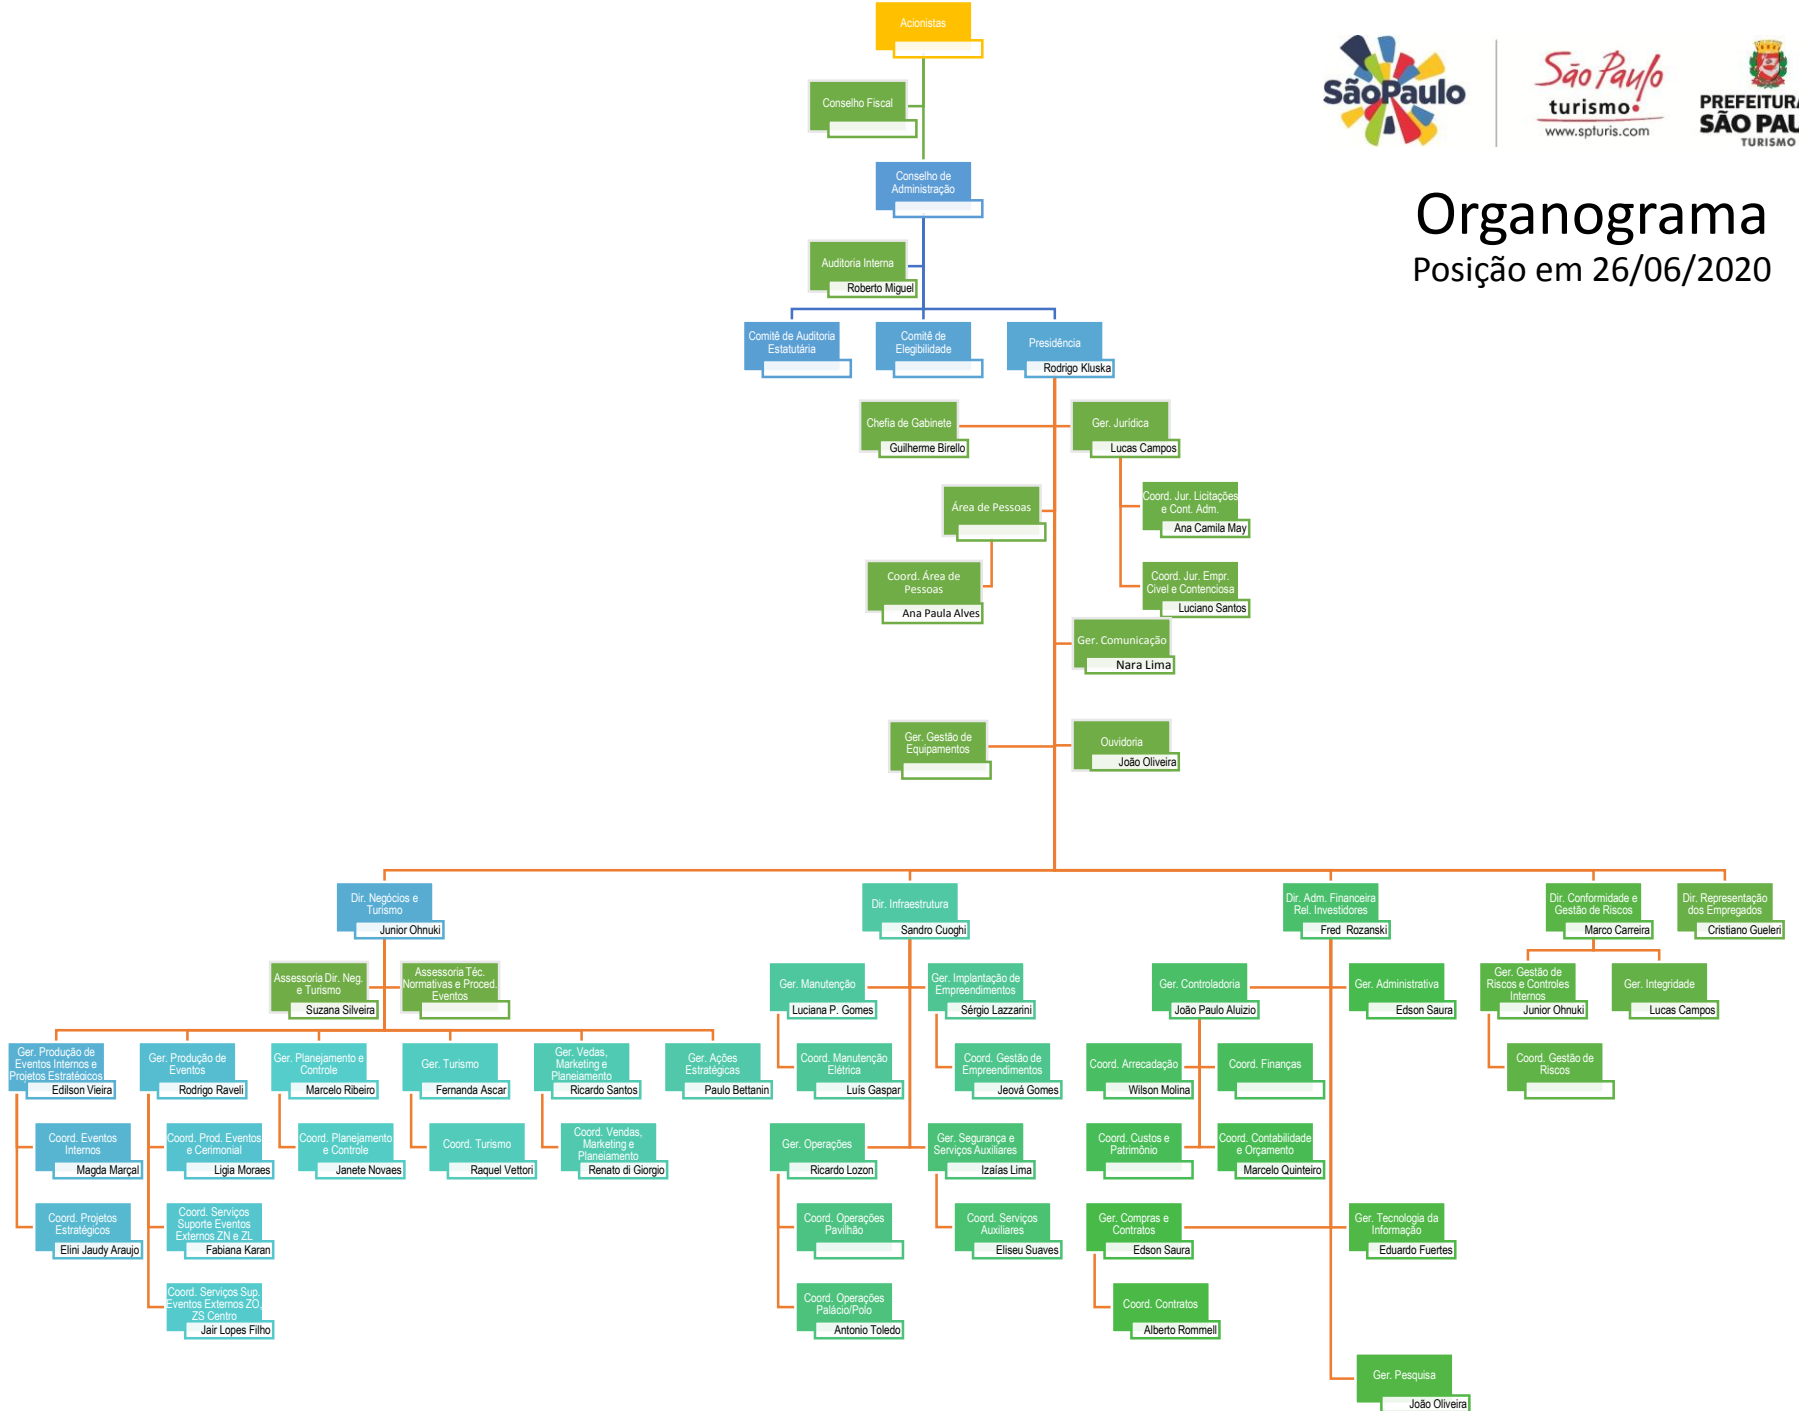 Acionistas
SãoPaulo
São Paulo
turismo
www.spturis.com
PREFEITURA
SÃO PAU
TURISMO
Organograma
Posição em 26/06/2020
Conselho Fiscal
Conselho de
Administração
Auditoria Interna
Roberto Miguel
Comitê de Auditoria
Estatutária
Comitê de
Elegibilidade
Presidência
Rodrigo Kluska
Chefia de Gabinete
Guilherme Birello
Ger. Jurídica
Lucas Campos
Área de Pessoas
Coord. Jur. Licitações
e Cont. Adm.
Ana Camila May
Coord. Área de
Pessoas
Ana Paula Alves
Coord. Jur. Empr.
Civel e Contenciosa
Luciano Santos
Ger. Comunicação
Nara Lima
Ger. Gestão de
Equipamentos
Ouvidoria
João Oliveira
Dir. Negócios e
Turismo
Junior Ohnuki
Dir. Infraestrutura
Sandro Cuoghi
Dir. Adm. Financeira
Rel. Investidores
Fred Rozanski
Dir. Conformidade e
Gestão de Riscos
Marco Carreira
Dir. Representação
dos Empregados
Cristiano Gueleri
Assessoria Dir. Neg.
e Turismo
Suzana Silveira
Assessoria Téc.
Normativas e Proced.
Eventos
Ger. Manutenção
Luciana P. Gomes
Ger. Implantação de
Empreendimentos
Sérgio Lazzarini
Ger. Controladoria
João Paulo Aluizio
Ger. Administrativa
Edson Saura
Ger. Gestão de
Riscos e Controles
Internos
Junior Ohnuki
Ger. Integridade
Lucas Campos
Ger. Produção de
Eventos Internos e
Projetos Estratégicos
Edilson Vieira
Ger. Produção de
Eventos
Rodrigo Raveli
Ger. Planejamento e
Controle
Marcelo Ribeiro
Ger. Turismo
Fernanda Ascar
Ger. Vedas,
Marketing e
Planejamento
Ricardo Santos
Ger. Ações
Estratégicas
Paulo Bettanin
Coord. Manutenção
Elétrica
Luís Gaspar
Coord. Gestão de
Empreendimentos
Jeová Gomes
Coord. Arrecadação
Wilson Molina
Coord. Finanças
Coord. Gestão de
Riscos
Coord. Eventos
Internos
Magda Marçal
Coord. Prod. Eventos
e Cerimonial
Ligia Moraes
Coord. Planejamento
e Controle
Janete Novaes
Coord. Turismo
Raquel Vettori
Coord. Vendas,
Marketing e
Planejamento
Renato di Giorgio
Ger. Operações
Ricardo Lozon
Ger. Segurança e
Serviços Auxiliares
Izaías Lima
Coord. Custos e
Patrimônio
Coord. Contabilidade
e Orçamento
Marcelo Quinteiro
Coord. Projetos
Estratégicos
Elini Jaudy Araujo
Coord. Serviços
Suporte Eventos
Externos ZN e ZL
Fabiana Karan
Coord. Operações
Pavilhão
Coord. Serviços
Auxiliares
Eliseu Suaves
Ger. Compras e
Contratos
Edson Saura
Ger. Tecnologia da
Informação
Eduardo Fuertes
Coord. Serviços Sup.
Eventos Externos ZO,
ZS Centro
Jair Lopes Filho
Coord. Operações
Palácio/Polo
Antonio Toledo
Coord. Contratos
Alberto Rommell
Ger. Pesquisa
João Oliveira